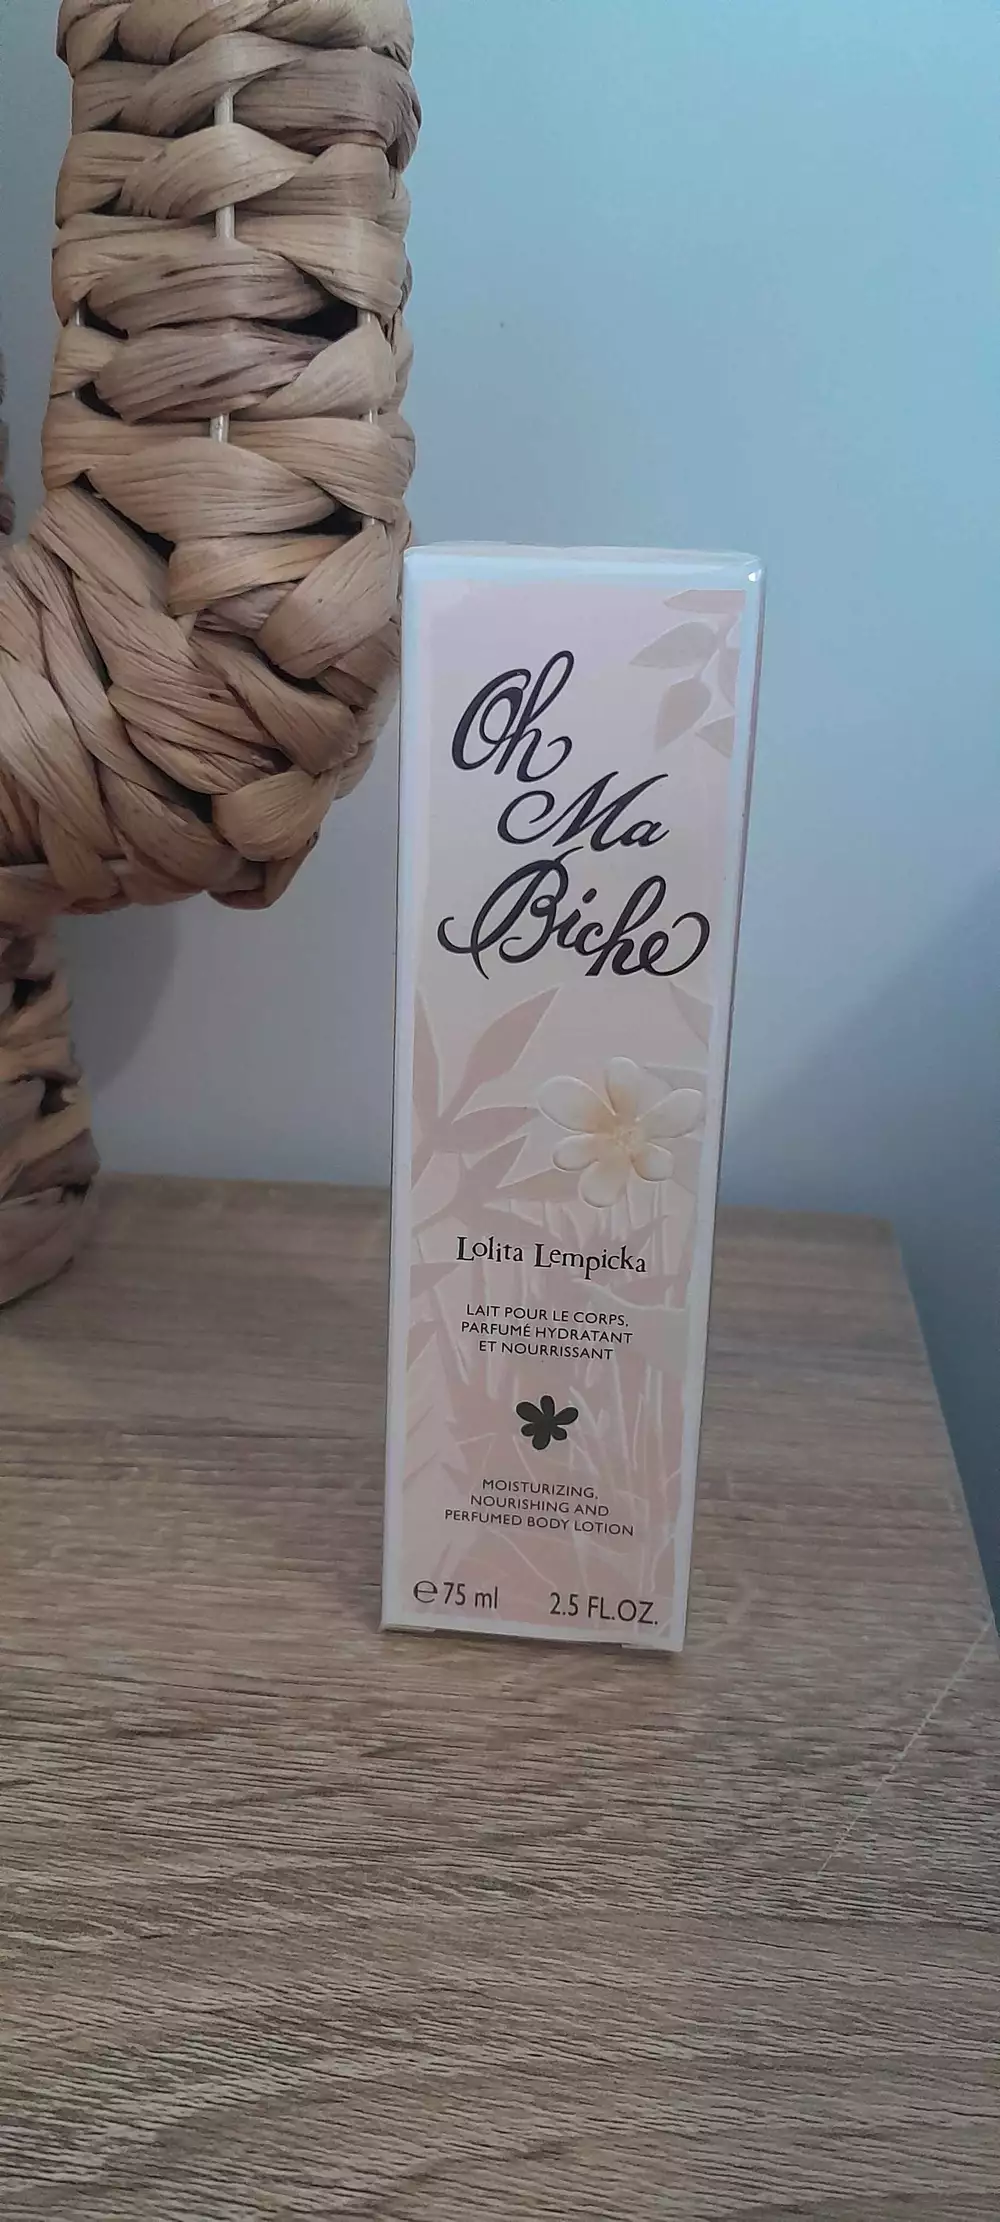 Oh
Ma
Biche
Lolita Lempicka
LAIT POUR LE CORPS,
PARFUMÉ HYDRATANT
ET NOURRISSANT
MOISTURIZING,
NOURISHING AND
PERFUMED BODY LOTION
℮75 ml 2.5 FL.OZ.